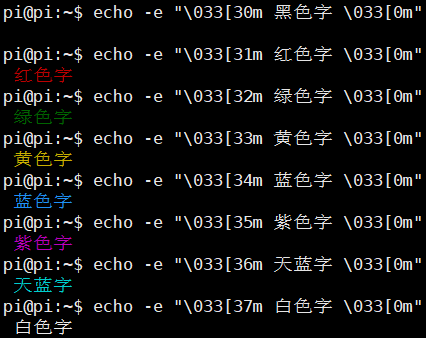 pi@pi:~$ echo -e "\033[30m 黑色字 \033[0m"
pi@pi:~$ echo -e "\033[31m 红色字 \033[0m"
红色字
pi@pi:~$ echo -e "\033[32m 绿色字 \033[0m"
绿色字
pi@pi:~$ echo -e "\033[33m 黄色字 \033[0m"
黄色字
pi@pi:~$ echo -e "\033[34m 蓝色字 \033[0m"
蓝色字
pi@pi:~$ echo -e "\033[35m 紫色字 \033[0m"
紫色字
pi@pi:~$ echo -e "\033[36m 天蓝字 \033[0m"
天蓝字
pi@pi:~$ echo -e "\033[37m 白色字 \033[0m"
白色字